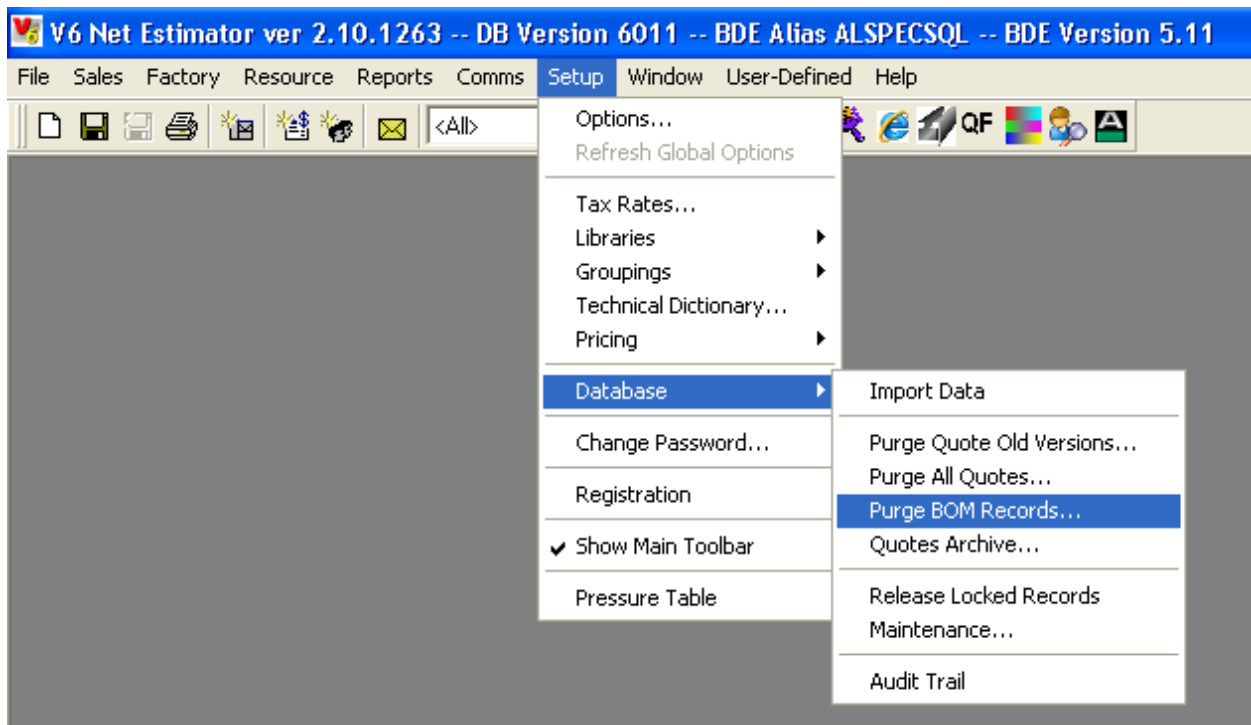 V6 Net Estimator ver 2.10.1263 -- DB Version 6011 -- BDE Alias ALSPECSQL -- BDE Version 5.11
File Sales Factory Resource Reports Comms Setup Window User-Defined Help
<All> QF A
Options...
Refresh Global Options
Tax Rates...
Libraries
Groupings
Technical Dictionary...
Pricing
Database
Change Password...
Registration
Show Main Toolbar
Pressure Table
Import Data
Purge Quote Old Versions...
Purge All Quotes...
Purge BOM Records...
Quotes Archive...
Release Locked Records
Maintenance...
Audit Trail